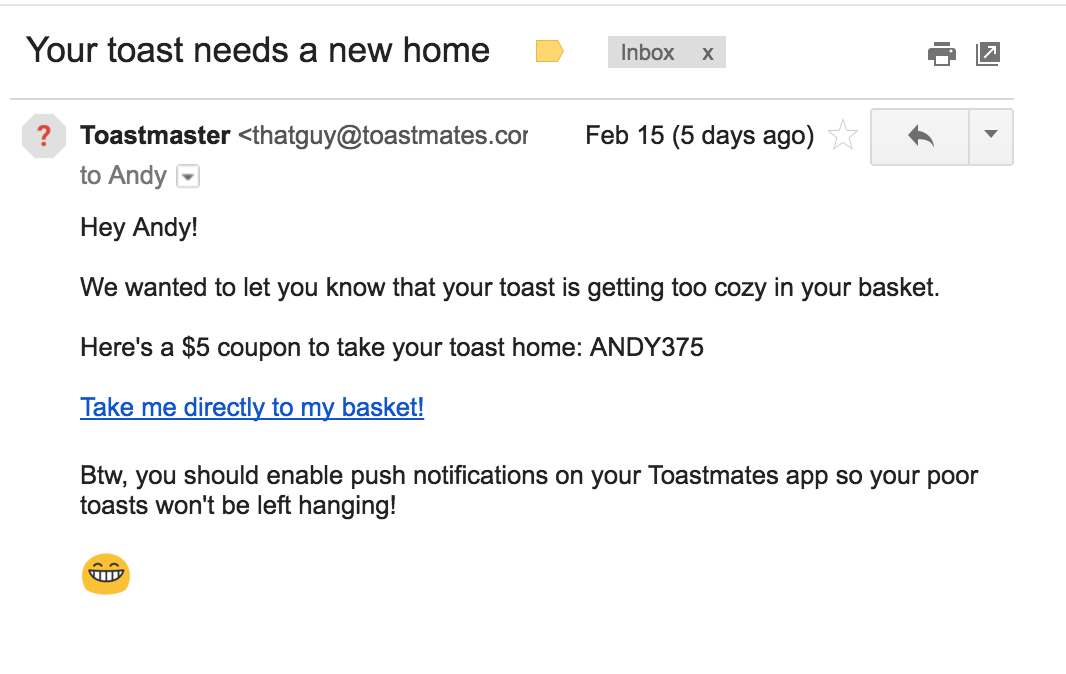 Your toast needs a new home
Inbox x
Toastmaster <thatguy@toastmates.cor Feb 15 (5 days ago)
to Andy
Hey Andy!
We wanted to let you know that your toast is getting too cozy in your basket.
Here's a $5 coupon to take your toast home: ANDY375
Take me directly to my basket!
Btw, you should enable push notifications on your Toastmates app so your poor
toasts won't be left hanging!